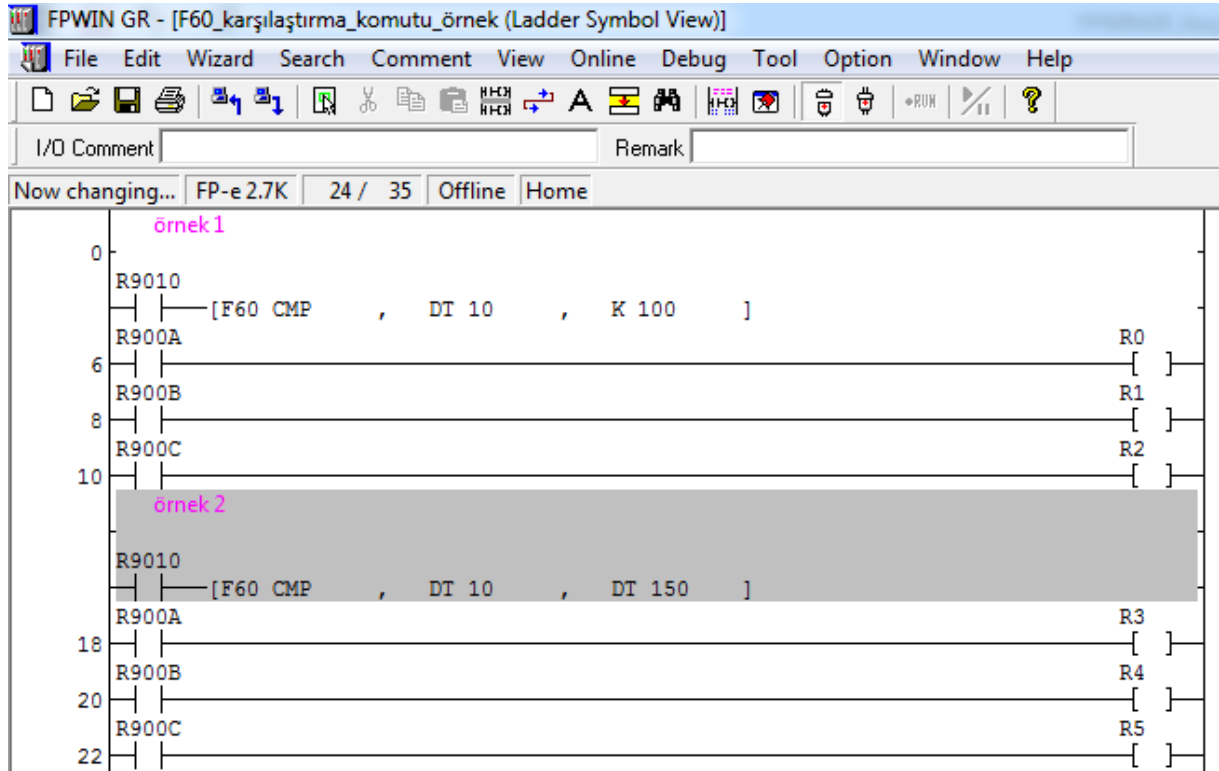 FPWIN GR - [F60_karşılaştırma_komutu_örnek (Ladder Symbol View)]
File Edit Wizard Search Comment View Online Debug Tool Option Window Help
A RUN
I/O Comment Remark
Now changing... FP-e 2.7K 24 / 35 Offline Home
örnek 1
0
R9010
[F60 CMP , DT 10 , K 100 ]
R900A R0
6 [ ]
R900B R1
8 [ ]
R900C R2
10 [ ]
örnek 2
R9010
[F60 CMP , DT 10 , DT 150 ]
R900A R3
18 [ ]
R900B R4
20 [ ]
R900C R5
22 [ ]